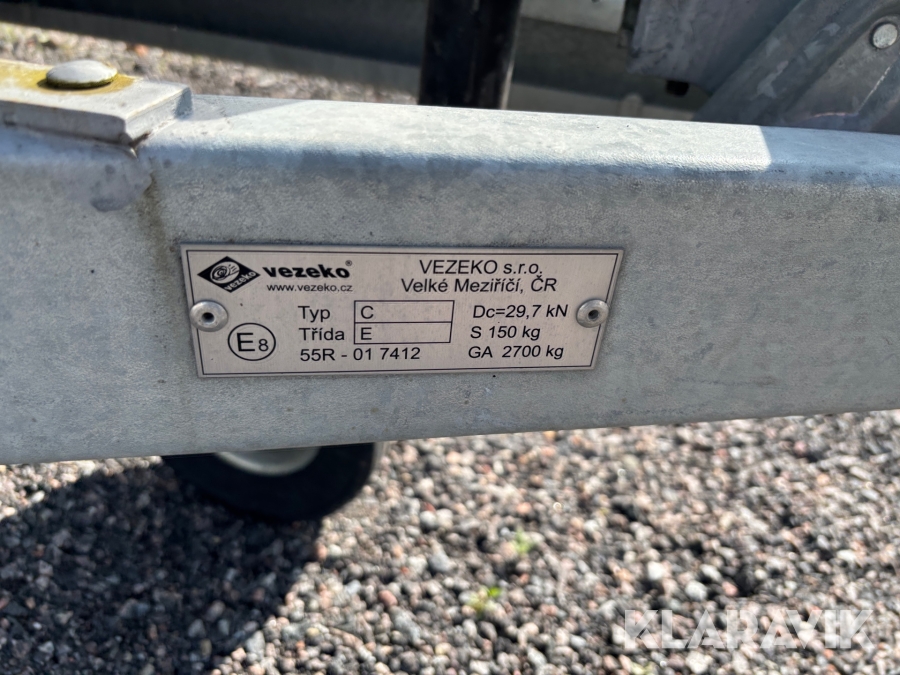 vezeko®
www.vezeko.cz
VEZEKO s.r.o.
Velké Meziříčí, ČR
vezeko
Typ C
Třída E
Dc=29,7 kN
S 150 kg
GA 2700 kg
E8
55R - 01 7412
KLARAVIK